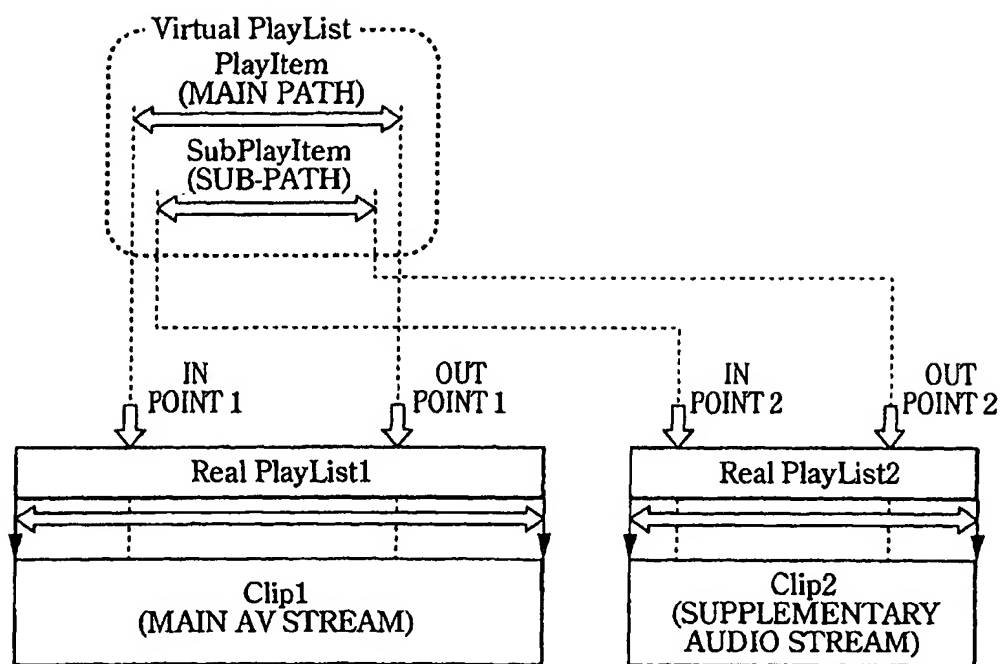 Virtual PlayList
PlayItem
(MAIN PATH)
SubPlayItem
(SUB-PATH)
IN
POINT 1
OUT
POINT 1
IN
POINT 2
OUT
POINT 2
Real PlayList1
Real PlayList2
Clip1
(MAIN AV STREAM)
Clip2
(SUPPLEMENTARY
AUDIO STREAM)